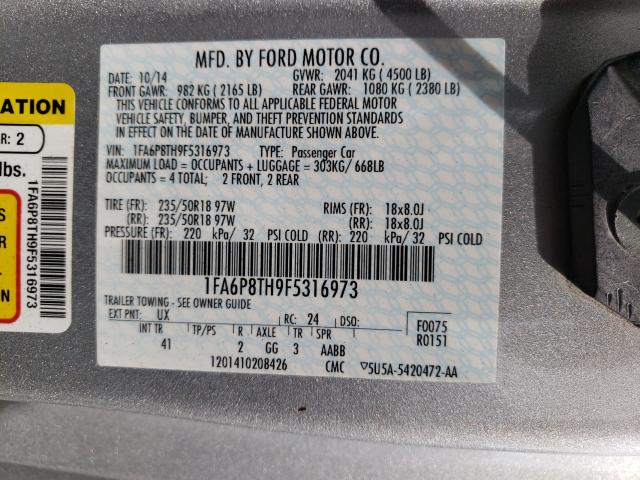 MFD. BY FORD MOTOR CO.
DATE: 10/14 GVWR: 2041 KG ( 4500 LB)
FRONT GAWR: 982 KG ( 2165 LB) REAR GAWR: 1080 KG ( 2380 LB)
THIS VEHICLE CONFORMS TO ALL APPLICABLE FEDERAL MOTOR
VEHICLE SAFETY, BUMPER, AND THEFT PREVENTION STANDARDS
IN EFFECT ON THE DATE OF MANUFACTURE SHOWN ABOVE.
VIN: 1FA6P8TH9F5316973 TYPE: Passenger Car
MAXIMUM LOAD = OCCUPANTS + LUGGAGE = 303KG/ 668LB
OCCUPANTS = 4 TOTAL; 2 FRONT, 2 REAR
TIRE (FR): 235/50R18 97W RIMS (FR): 18x8.0J
(RR): 235/50R18 97W (RR): 18x8.0J
PRESSURE (FR): 220 kPa/ 32 PSI COLD (RR): 220 kPa/ 32 PSI COLD
1FA6P8TH9F5316973
TRAILER TOWING - SEE OWNER GUIDE
EXT PNT: UX RC: 24 DSO: F0075
R0151
INT TR TP/PS R AXLE TR SPR
41 2 GG 3 AABB
1201410208426 CMC ▽5U5A-5420472-AA
ATION
R: 2
lbs.
1FA6P8TH9F5316973
S
R
ON